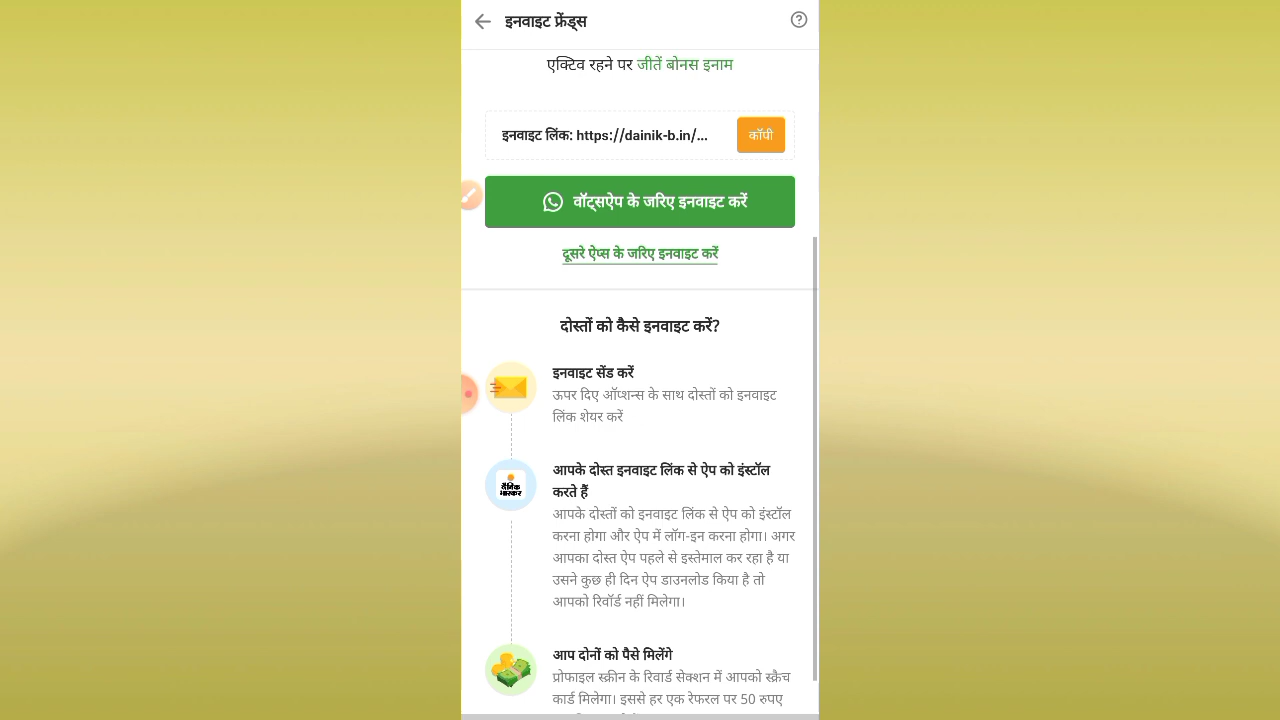 इनवाइट फ्रेंड्स
एक्टिव रहने पर जीतें बोनस इनाम
इनवाइट लिंक: https://dainik-b.in/...
कॉपी
वॉट्सऐप के जरिए इनवाइट करें
दूसरे ऐप्स के जरिए इनवाइट करें
दोस्तों को कैसे इनवाइट करें?
इनवाइट सेंड करें
ऊपर दिए ऑप्शन्स के साथ दोस्तों को इनवाइट
लिंक शेयर करें
दैनिक
भास्कर
आपके दोस्त इनवाइट लिंक से ऐप को इंस्टॉल
करते हैं
आपके दोस्तों को इनवाइट लिंक से ऐप को इंस्टॉल
करना होगा और ऐप में लॉग-इन करना होगा। अगर
आपका दोस्त ऐप पहले से इस्तेमाल कर रहा है या
उसने कुछ ही दिन ऐप डाउनलोड किया है तो
आपको रिवॉर्ड नहीं मिलेगा।
आप दोनों को पैसे मिलेंगे
प्रोफाइल स्क्रीन के रिवार्ड सेक्शन में आपको स्क्रैच
कार्ड मिलेगा। इससे हर एक रेफरल पर 50 रुपए